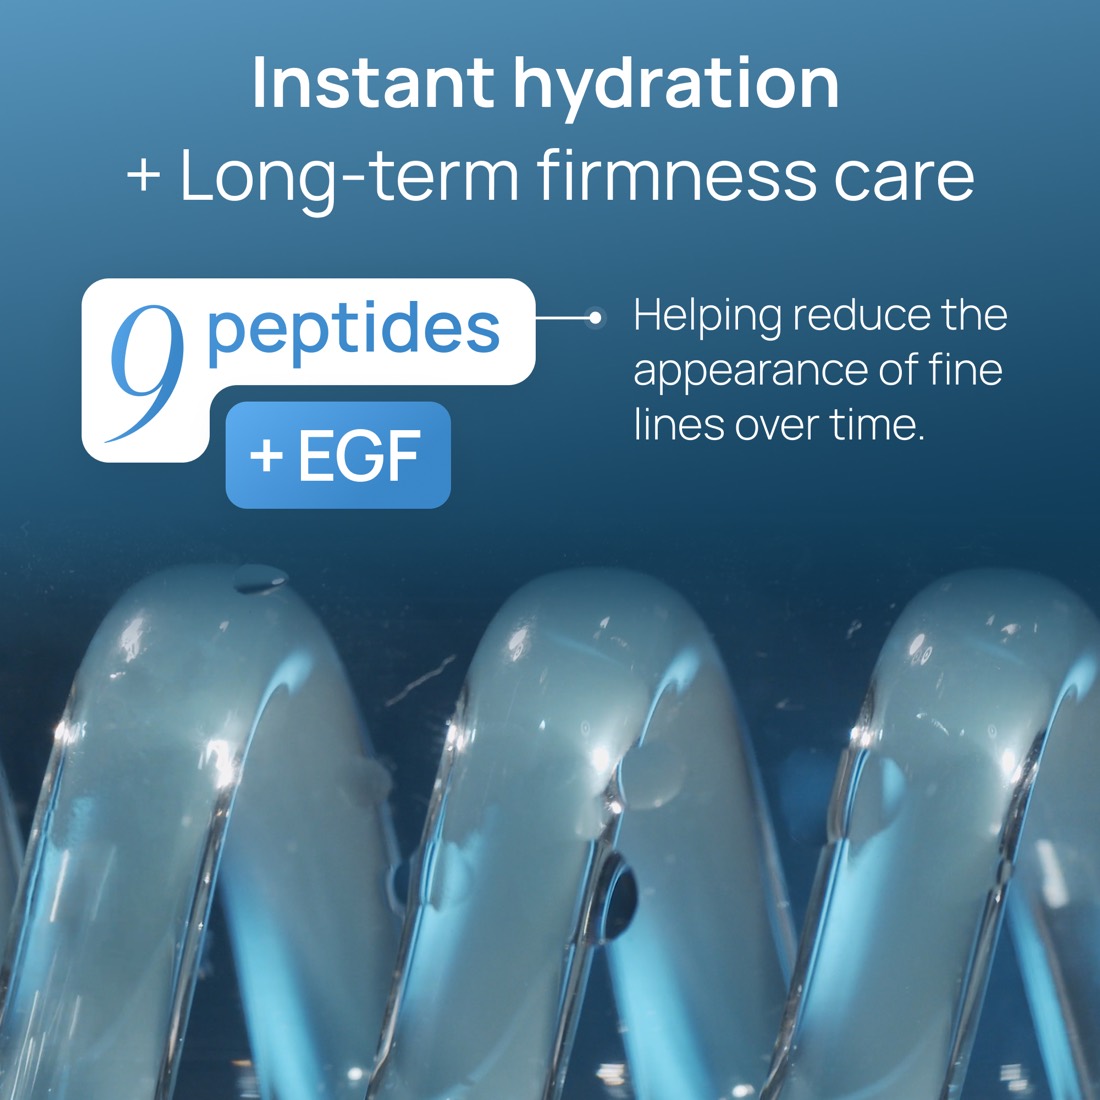 Instant hydration
+ Long-term firmness care
9 peptides
+ EGF
Helping reduce the
appearance of fine
lines over time.